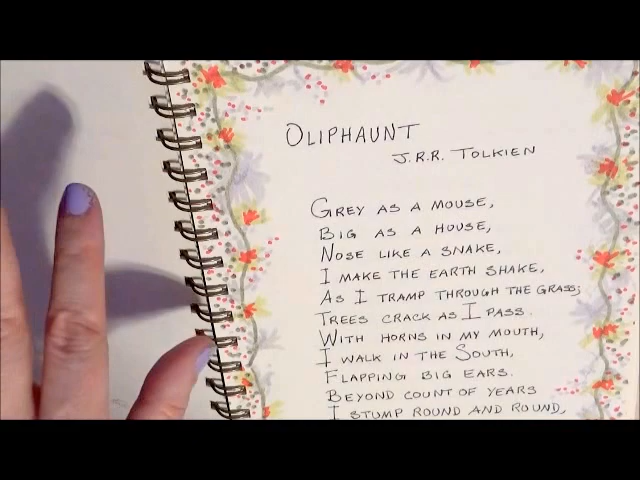 OLIPHAUNT
J.R.R. TOLKIEN
GREY AS A MOUSE,
BIG AS A HOUSE,
NOSE LIKE A SNAKE,
I MAKE THE EARTH SHAKE,
AS I TRAMP THROUGH THE GRASS;
TREES CRACK AS I PASS.
WITH HORNS IN MY MOUTH,
I WALK IN THE SOUTH,
FLAPPING BIG EARS.
BEYOND COUNT OF YEARS
I STUMP ROUND AND ROUND,